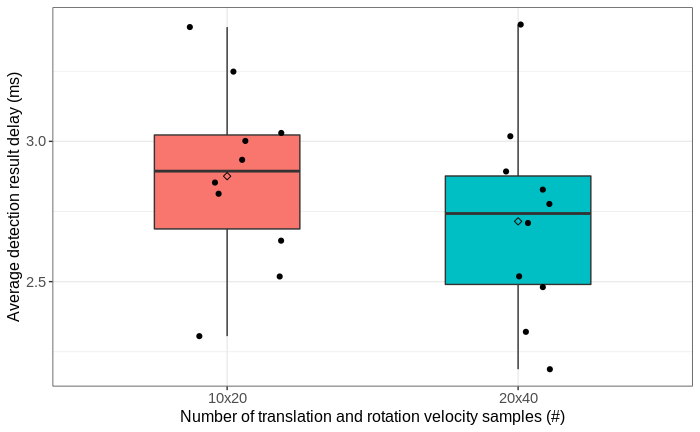 Average detection result delay (ms)
3.0
2.5
10x20
20x40
Number of translation and rotation velocity samples (#)